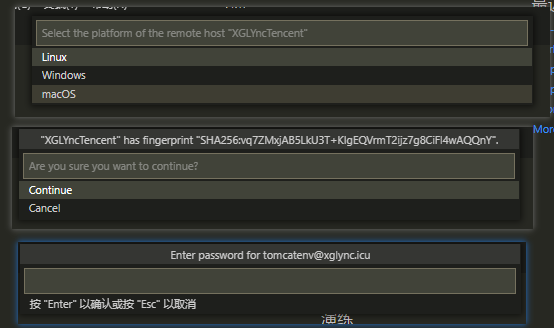 Select the platform of the remote host "XGLYncTencent"
Linux
Windows
macOS
"XGLYncTencent" has fingerprint "SHA256:vq7ZMxjAB5LkU3T+KIgEQVrmT2ijz7g8CiFl4wAQQnY".
More
Are you sure you want to continue?
Continue
Cancel
Enter password for tomcatenv@xglync.icu
按 "Enter" 以确认或按 "Esc" 以取消
演练